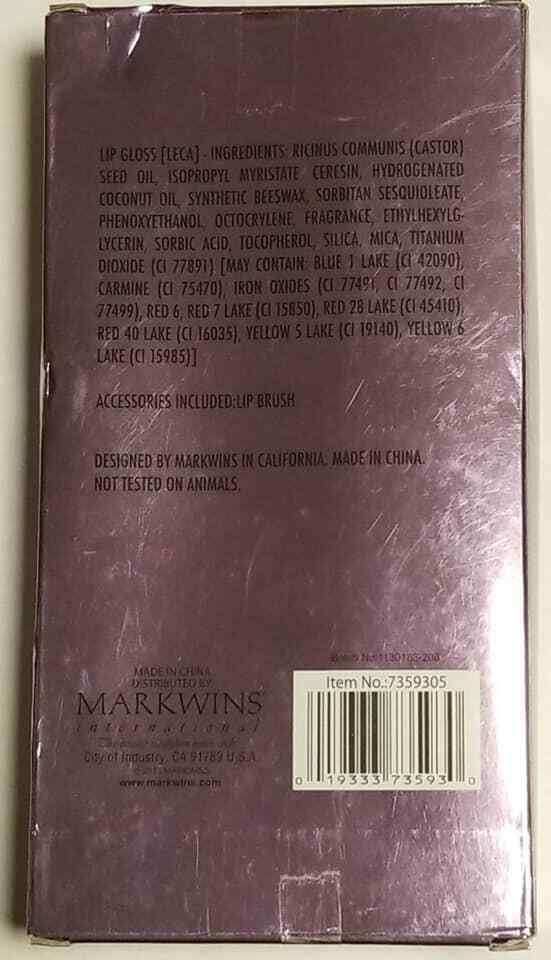 LIP GLOSS [LECA] - INGREDIENTS: RICINUS COMMUNIS (CASTOR)
SEED OIL, ISOPROPYL MYRISTATE CERESIN, HYDROGENATED
COCONUT OIL, SYNTHETIC BEESWAX, SORBITAN SESQUIOLEATE,
PHENOXYETHANOL, OCTOCRYLENE, FRAGRANCE, ETHYLHEXYLG-
LYCERIN, SORBIC ACID, TOCOPHEROL, SILICA, MICA, TITANIUM
DIOXIDE (CI 77891) [MAY CONTAIN: BLUE 1 LAKE (CI 42090),
CARMINE (CI 75470), IRON OXIDES (CI 77491, CI 77492, CI
77499), RED 6, RED 7 LAKE (CI 15850), RED 28 LAKE (CI 45410),
RED 40 LAKE (CI 16035), YELLOW 5 LAKE (CI 19140), YELLOW 6
LAKE (CI 15985)]
ACCESSORIES INCLUDED:LIP BRUSH
DESIGNED BY MARKWINS IN CALIFORNIA. MADE IN CHINA.
NOT TESTED ON ANIMALS.
MADE IN CHINA
DISTRIBUTED BY
MARKWINS
international
City of Industry, CA 91789 U.S.A.
MARKWINS
www.markwins.com
Batch No:
Item No.:7359305
0 19333 73593 0